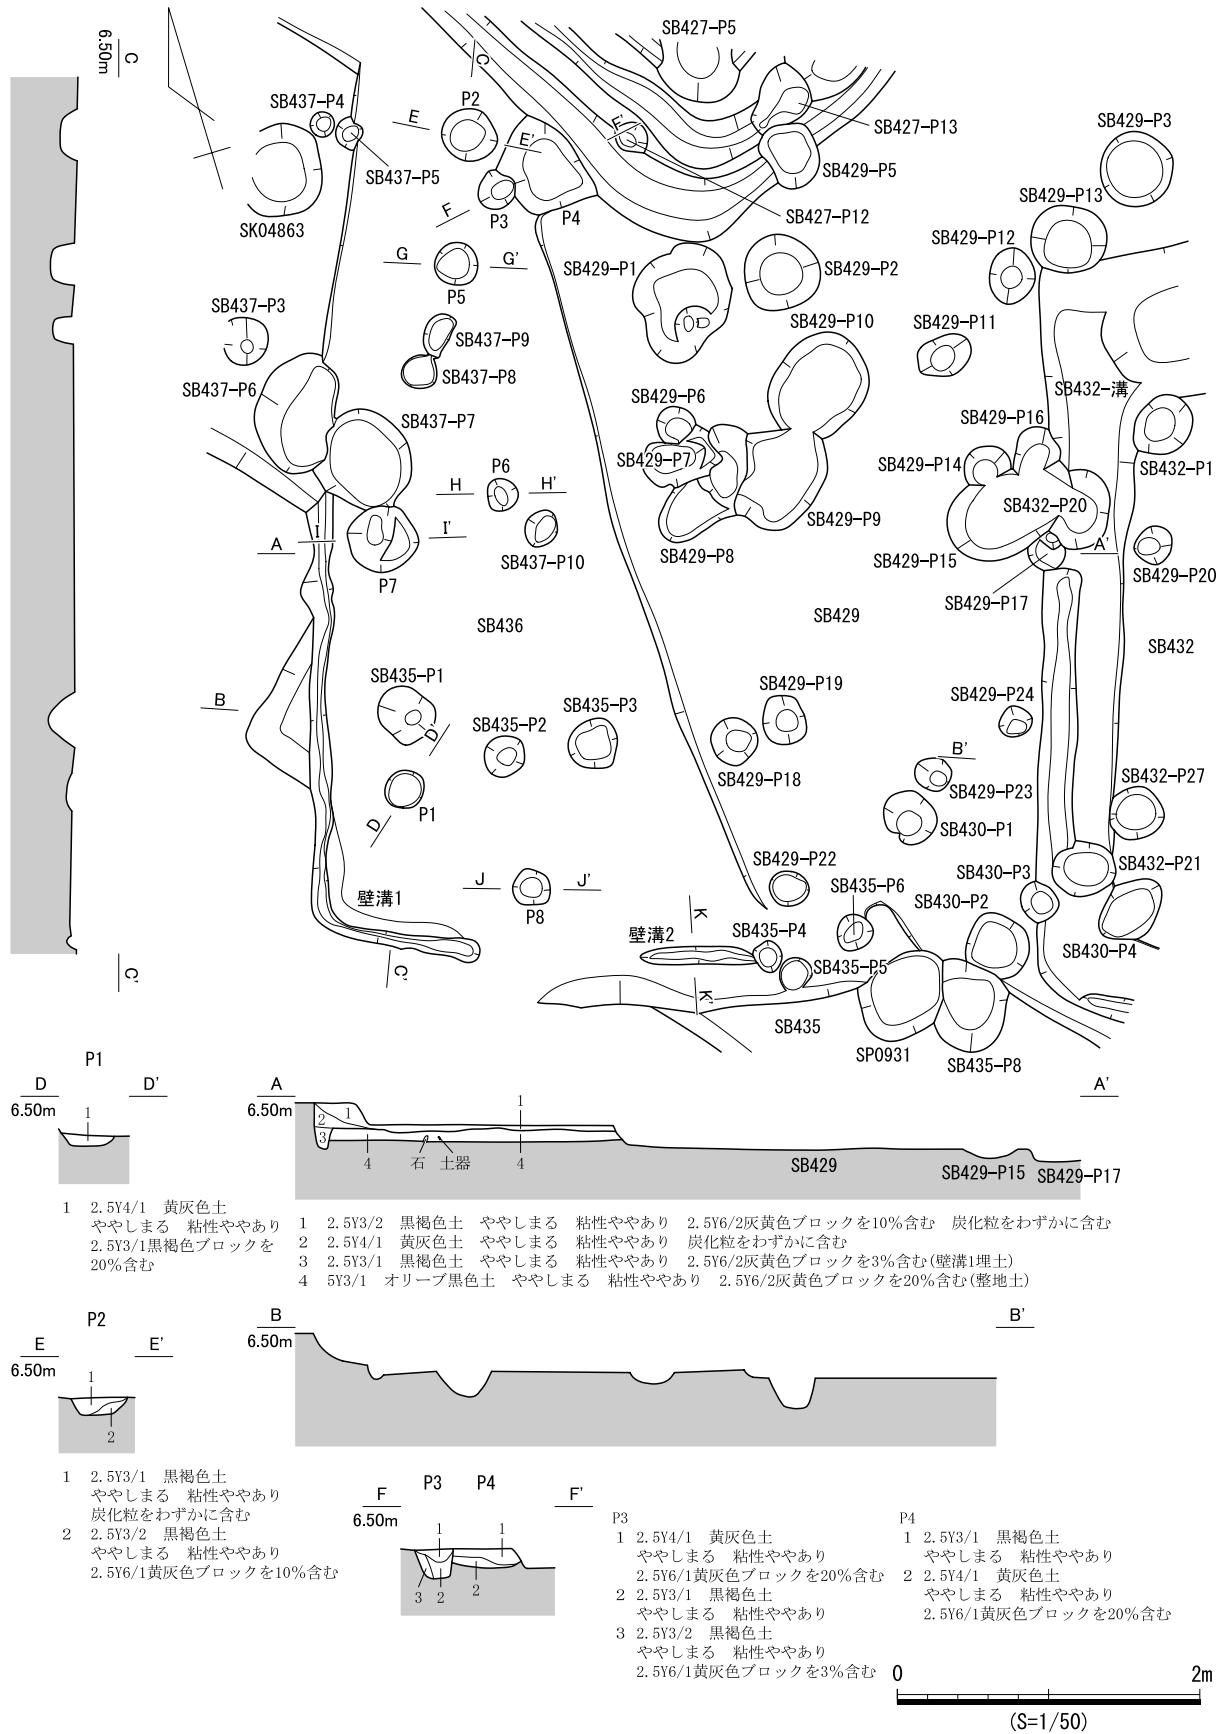 C
6.50m
SB427-P5
C
SB437-P4
P2
E
E'
F'
SB427-P13
SB429-P3
SB437-P5
SB429-P5
F
P3
P4
SB427-P12
SB429-P13
SK04863
SB429-P12
G
G'
SB429-P1
SB429-P2
P5
SB437-P3
SB437-P9
SB429-P10
SB429-P11
SB437-P6
SB437-P8
SB432-溝
SB429-P6
SB437-P7
SB429-P16
SB429-P7
SB429-P14
SB432-P1
H
P6
H'
SB432-P20
SB429-P9
A
I
I'
SB437-P10
SB429-P8
SB429-P15
A'
P7
SB429-P20
SB429-P17
SB436
SB429
SB432
SB435-P1
SB429-P19
B
SB435-P3
SB429-P24
D'
SB435-P2
B'
SB429-P18
SB432-P27
SB429-P23
P1
D
SB430-P1
SB429-P22
SB432-P21
J
J'
SB435-P6
SB430-P3
壁溝1
P8
K
SB430-P2
壁溝2
SB435-P4
SB430-P4
C'
C'
SB435-P5
K'
SB435
SP0931
SB435-P8
P1
D
D'
6.50m
1
A
A'
6.50m
1
1
2
3
4
石
土器
4
SB429
SB429-P15
SB429-P17
1 2.5Y4/1 黄灰色土
ややしまる 粘性ややあり
2.5Y3/1黒褐色ブロックを
20%含む
1 2.5Y3/2 黒褐色土 ややしまる 粘性ややあり 2.5Y6/2灰黄色ブロックを10%含む 炭化粒をわずかに含む
2 2.5Y4/1 黄灰色土 ややしまる 粘性ややあり 炭化粒をわずかに含む
3 2.5Y3/1 黒褐色土 ややしまる 粘性ややあり 2.5Y6/2灰黄色ブロックを3%含む(壁溝1埋土)
4 5Y3/1 オリーブ黒色土 ややしまる 粘性ややあり 2.5Y6/2灰黄色ブロックを20%含む(整地土)
P2
E
E'
6.50m
1
2
B
B'
6.50m
1 2.5Y3/1 黒褐色土
ややしまる 粘性ややあり
炭化粒をわずかに含む
2 2.5Y3/2 黒褐色土
ややしまる 粘性ややあり
2.5Y6/1黄灰色ブロックを10%含む
P3
P4
F
F'
6.50m
1
1
3
2
2
P3
1 2.5Y4/1 黄灰色土
ややしまる 粘性ややあり
2.5Y6/1黄灰色ブロックを20%含む
2 2.5Y3/1 黒褐色土
ややしまる 粘性ややあり
3 2.5Y3/2 黒褐色土
ややしまる 粘性ややあり
2.5Y6/1黄灰色ブロックを3%含む
P4
1 2.5Y3/1 黒褐色土
ややしまる 粘性ややあり
2 2.5Y4/1 黄灰色土
ややしまる 粘性ややあり
2.5Y6/1黄灰色ブロックを20%含む
0
2m
(S=1/50)